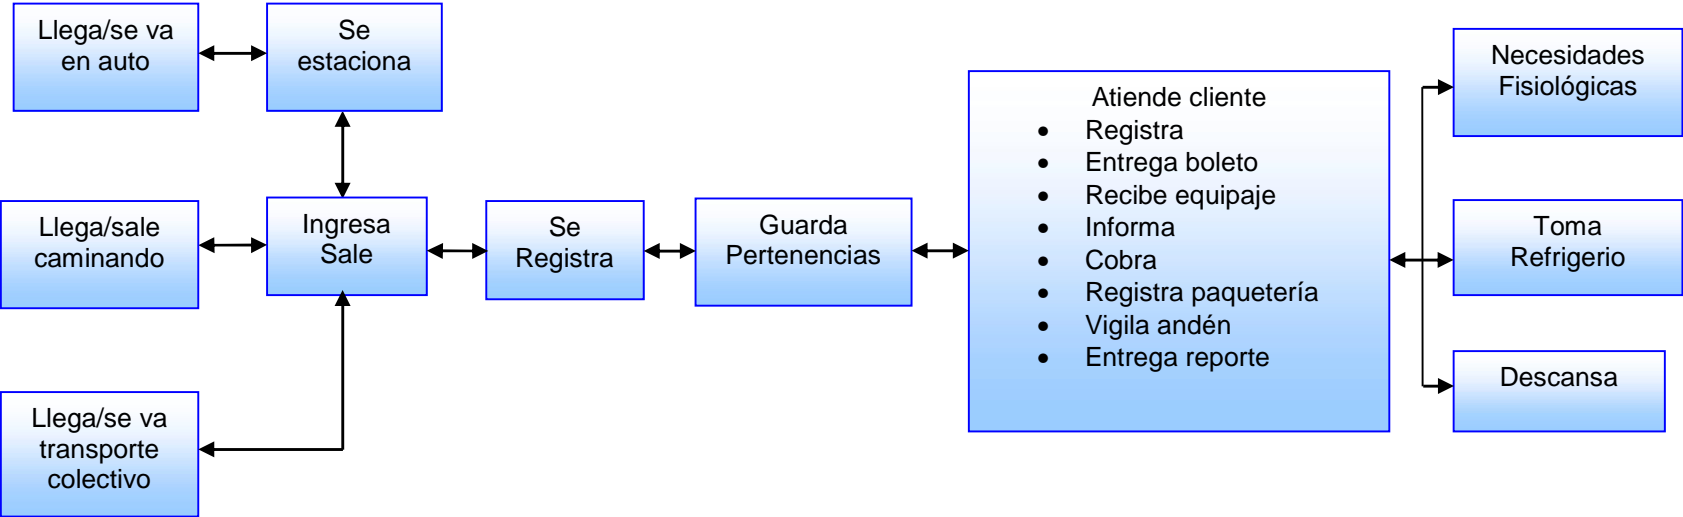 Llega/se va
en auto
Se
estaciona
Llega/sale
caminando
Ingresa
Sale
Se
Registra
Guarda
Pertenencias
Llega/se va
transporte
colectivo
Atiende cliente
• Registra
• Entrega boleto
• Recibe equipaje
• Informa
• Cobra
• Registra paquetería
• Vigila andén
• Entrega reporte
Necesidades
Fisiológicas
Toma
Refrigerio
Descansa